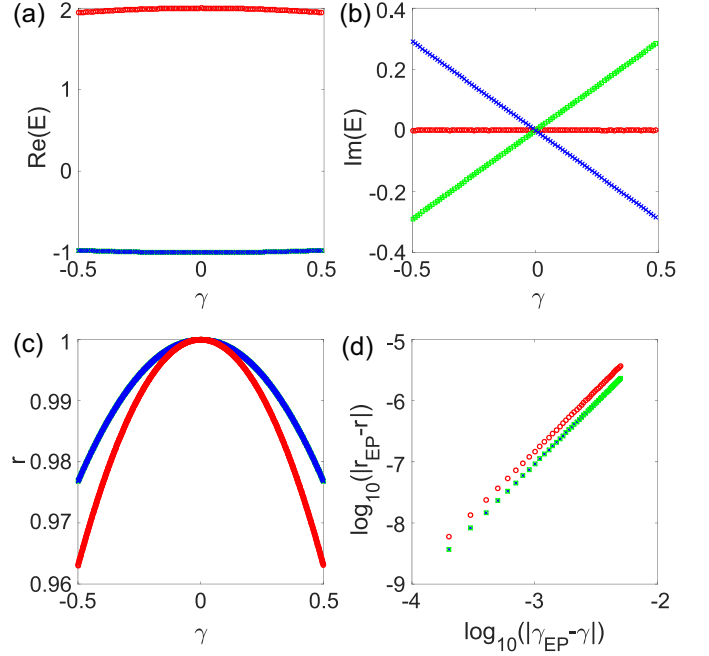 (a)
2
1
0
-1
Re(E)
-0.5
0
0.5
γ
(b)
0.4
0.2
0
-0.2
-0.4
Im(E)
-0.5
0
0.5
γ
(c)
1
0.99
0.98
0.97
0.96
r
-0.5
0
0.5
γ
(d)
-5
-6
-7
-8
-9
log10(|rEP-r|)
-4
-3
-2
log10(|γEP-γ|)